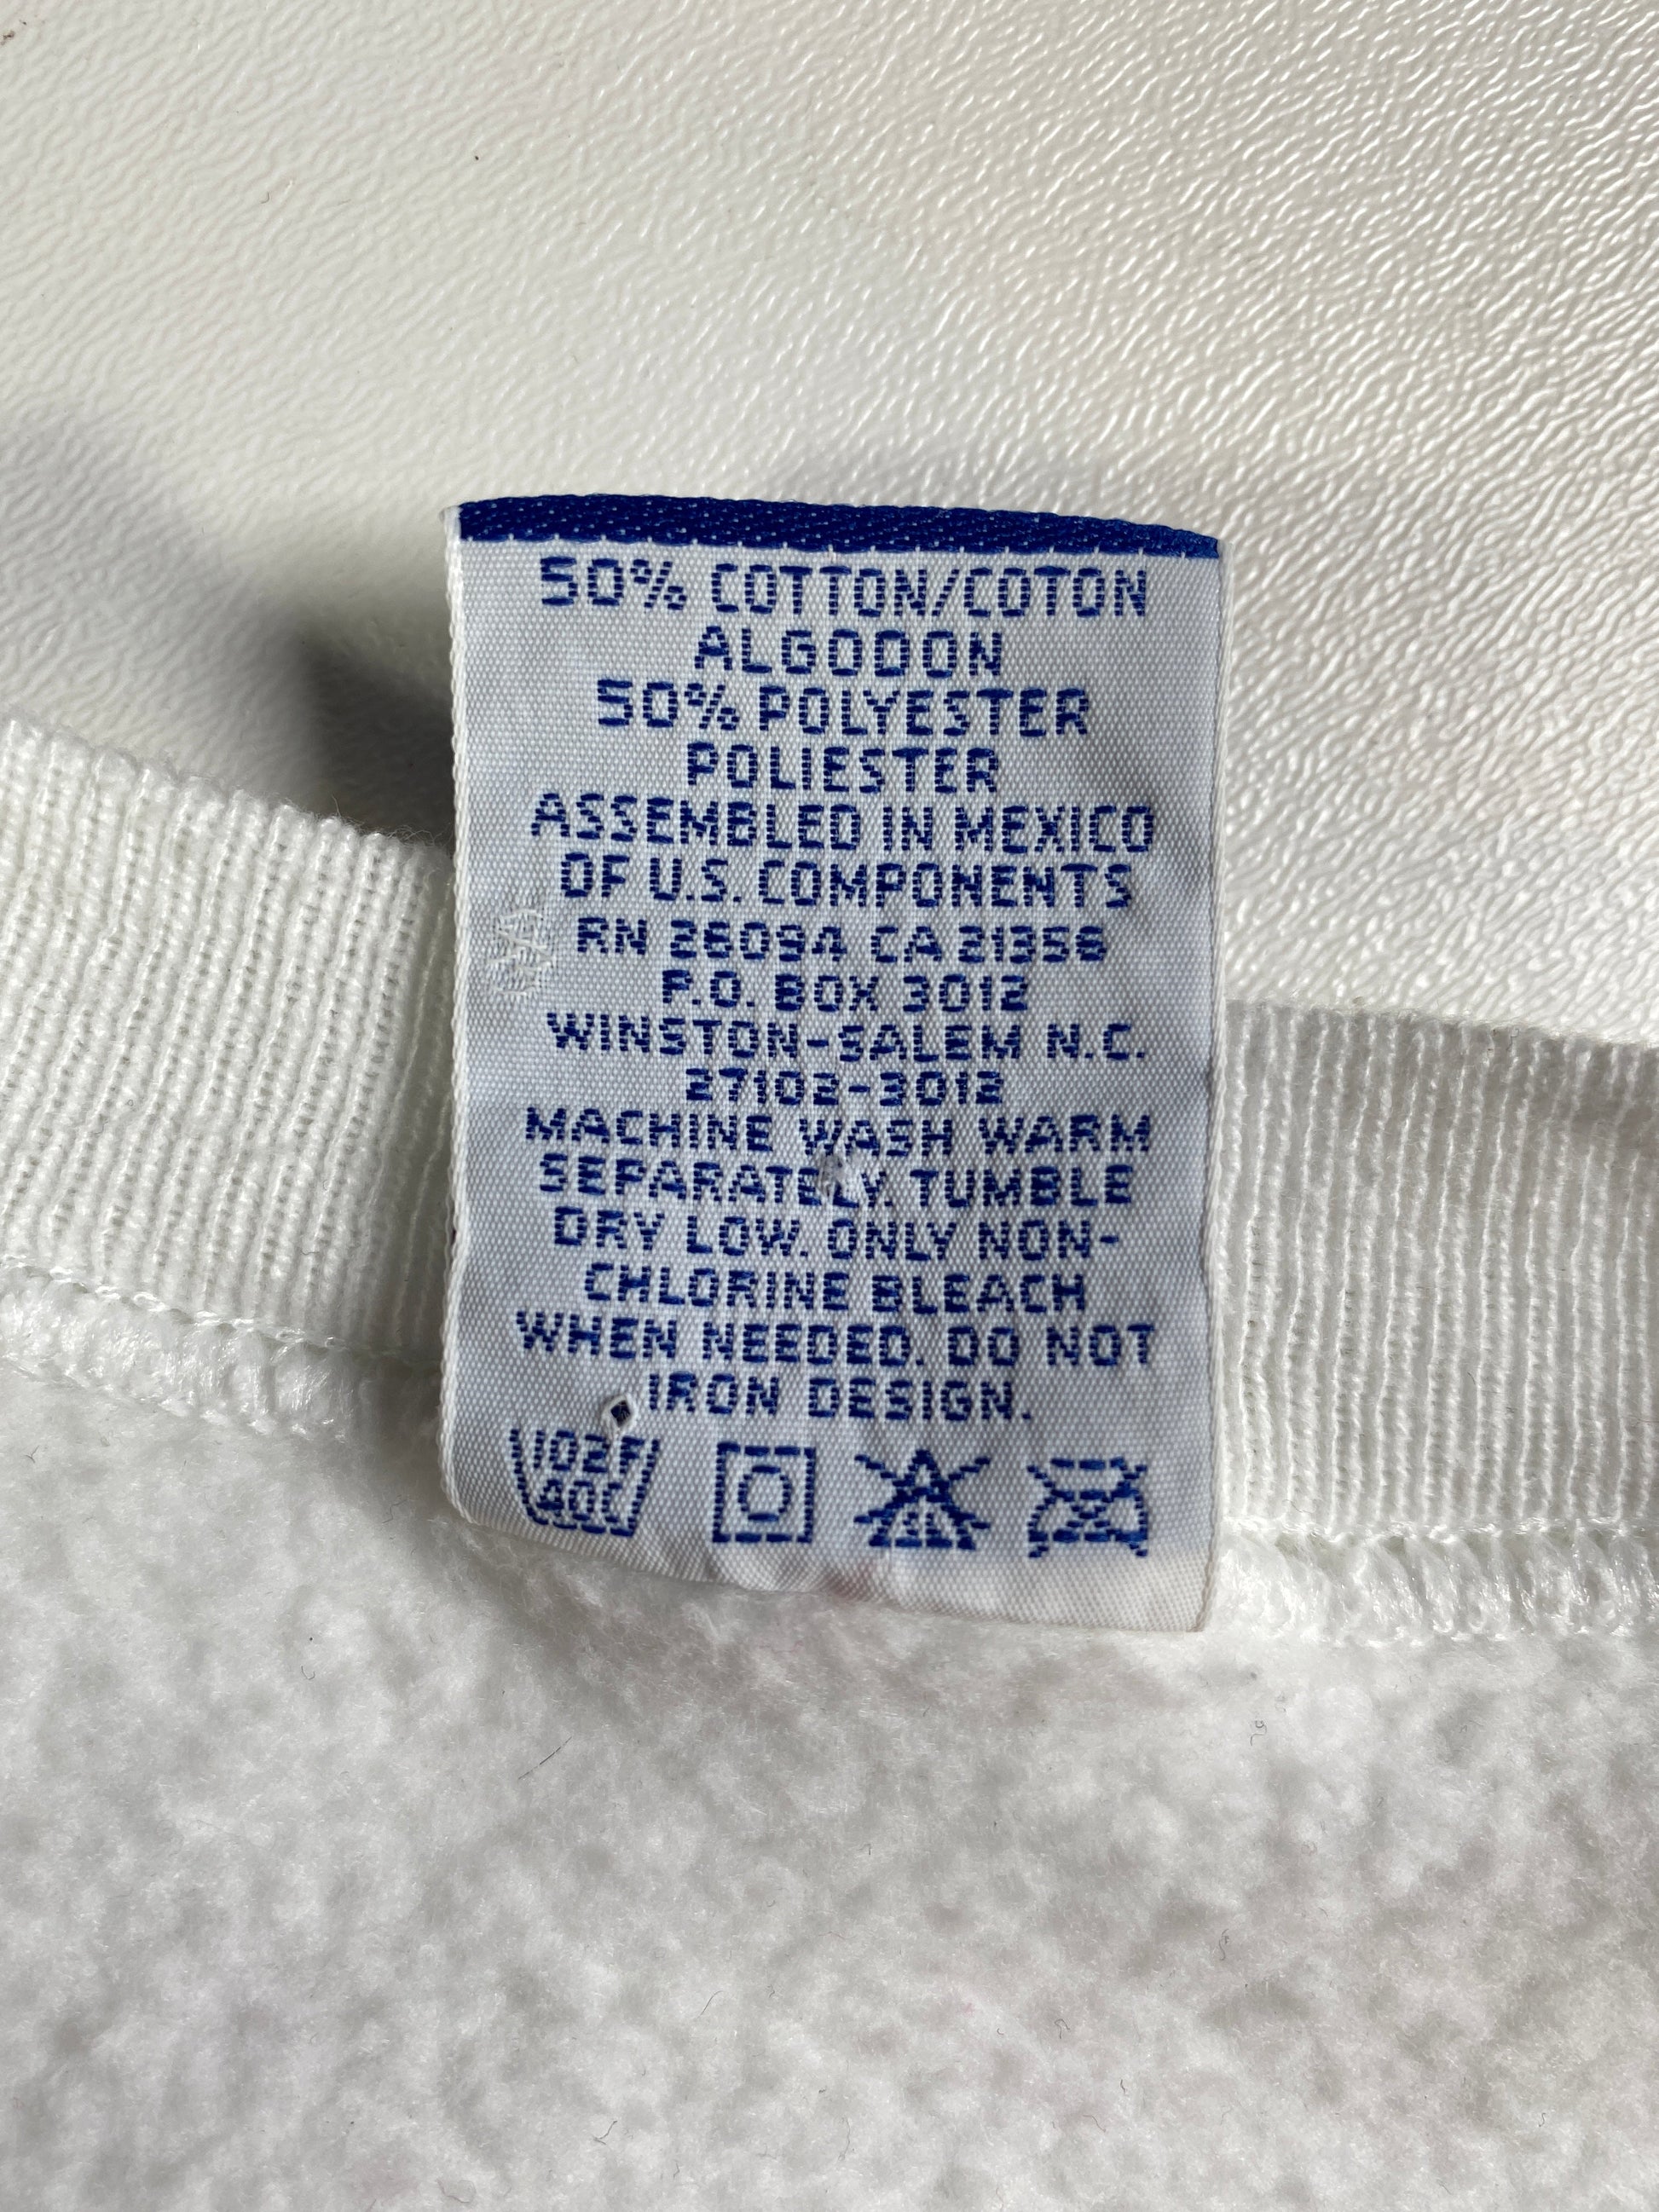 50% COTTON/COTON
ALGODON
50% POLYESTER
POLIESTER
ASSEMBLED IN MEXICO
OF U.S. COMPONENTS
RN 26094 CA 21356
P.O. BOX 3012
WINSTON-SALEM N.C.
27102-3012
MACHINE WASH WARM
SEPARATELY. TUMBLE
DRY LOW. ONLY NON-
CHLORINE BLEACH
WHEN NEEDED. DO NOT
IRON DESIGN.
102F
40C